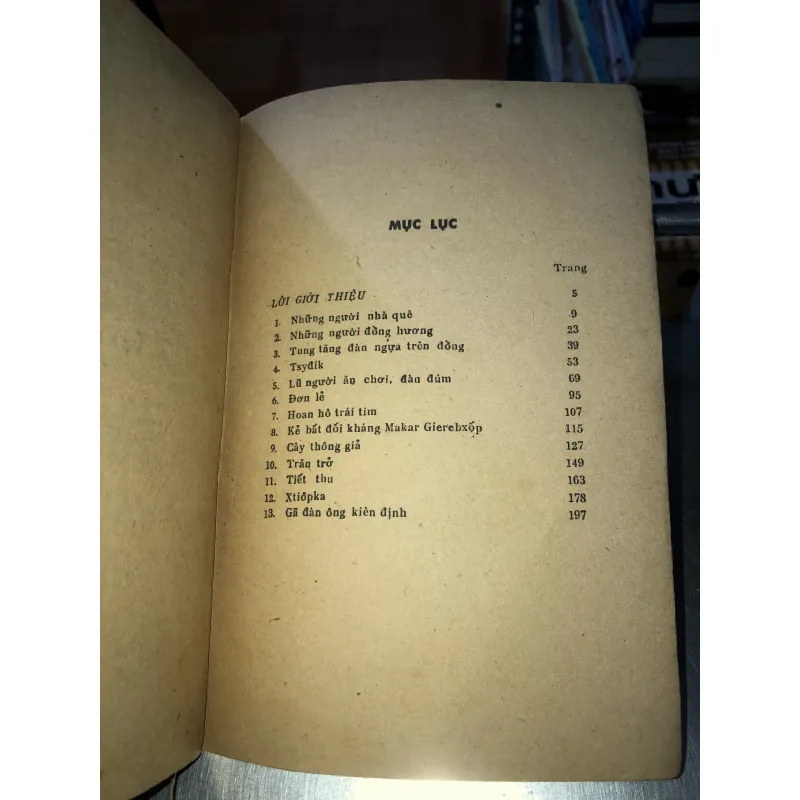 MỤC LỤC
Trang
LỜI GIỚI THIỆU 5
1. Những người nhà quê 9
2. Những người đồng hương 23
3. Tung tăng đàn ngựa trên đồng 39
4. Tsyđik 53
5. Lũ người ăn chơi, đàn đúm 69
6. Đơn lẻ 95
7. Hoan hô trái tim 107
8. Kẻ bất đối kháng Makar Gierebxốp 115
9. Cây thông giả 127
10. Trăn trở 149
11. Tiết thu 163
12. Xtiôpka 178
13. Gã đàn ông kiên định 197